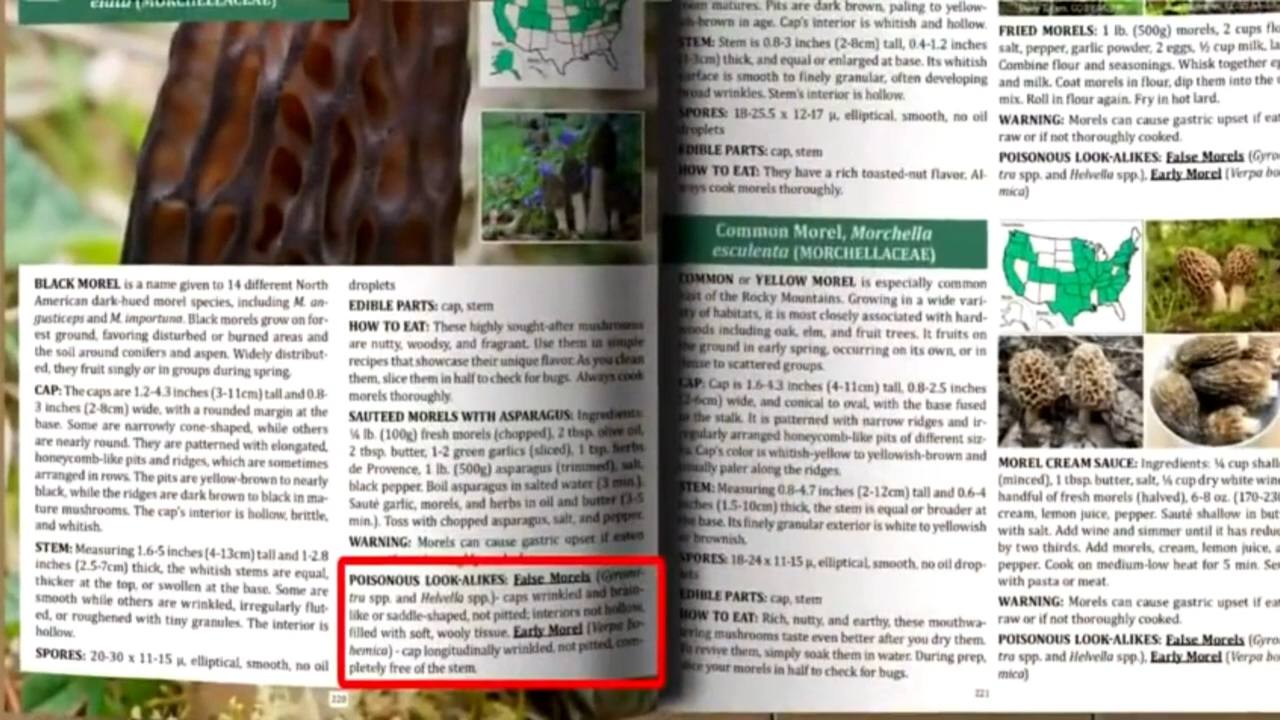 elata (MORCHELLACEAE)
BLACK MOREL is a name given to 14 different North
American dark-hued morel species, including M. an-
gusticeps and M. importuna. Black morels grow on for-
est ground, favoring disturbed or burned areas and
the soil around conifers and aspen. Widely distribut-
ed, they fruit singly or in groups during spring.
CAP: The caps are 1.2-4.3 inches (3-11cm) tall and 0.8-
3 inches (2-8cm) wide, with a rounded margin at the
base. Some are narrowly cone-shaped, while others
are nearly round. They are patterned with elongated,
honeycomb-like pits and ridges, which are sometimes
arranged in rows. The pits are yellow-brown to nearly
black, while the ridges are dark brown to black in ma-
ture mushrooms. The cap's interior is hollow, brittle,
and whitish.
STEM: Measuring 1.6-5 inches (4-13cm) tall and 1-2.8
inches (2.5-7cm) thick, the whitish stems are equal,
thicker at the top, or swollen at the base. Some are
smooth while others are wrinkled, irregularly flut-
ed, or roughened with tiny granules. The interior is
hollow.
SPORES: 20-30 x 11-15 µ, elliptical, smooth, no oil
droplets
EDIBLE PARTS: cap, stem
HOW TO EAT: These highly sought-after mushrooms
are nutty, woodsy, and fragrant. Use them in simple
recipes that showcase their unique flavor. As you clean
them, slice them in half to check for bugs. Always cook
morels thoroughly.
SAUTEED MORELS WITH ASPARAGUS: Ingredients:
¼ lb. (100g) fresh morels (chopped), 2 tbsp. olive oil,
2 tbsp. butter, 1-2 green garlics (sliced), 1 tsp. herbs
de Provence, 1 lb. (500g) asparagus (trimmed), salt,
black pepper. Boil asparagus in salted water (3 min.).
Sauté garlic, morels, and herbs in oil and butter (3-5
min.). Toss with chopped asparagus, salt, and pepper.
WARNING: Morels can cause gastric upset if eaten
POISONOUS LOOK-ALIKES: False Morels (Gyromi-
tra spp. and Helvella spp.)- caps wrinkled and brain-
like or saddle-shaped, not pitted; interiors not hollow,
filled with soft, wooly tissue. Early Morel (Verpa bo-
hemica) - cap longitudinally wrinkled, not pitted, com-
pletely free of the stem.
220
matures. Pits are dark brown, paling to yellow-
brown in age. Cap's interior is whitish and hollow.
STEM: Stem is 0.8-3 inches (2-8cm) tall, 0.4-1.2 inches
(1-3cm) thick, and equal or enlarged at base. Its whitish
surface is smooth to finely granular, often developing
broad wrinkles. Stem's interior is hollow.
SPORES: 18-25.5 x 12-17 µ, elliptical, smooth, no oil
droplets
EDIBLE PARTS: cap, stem
HOW TO EAT: They have a rich toasted-nut flavor. Al-
ways cook morels thoroughly.
Common Morel, Morchella
esculenta (MORCHELLACEAE)
COMMON or YELLOW MOREL is especially common
east of the Rocky Mountains. Growing in a wide vari-
ety of habitats, it is most closely associated with hard-
woods including oak, elm, and fruit trees. It fruits on
the ground in early spring, occurring on its own, or in
dense to scattered groups.
CAP: Cap is 1.6-4.3 inches (4-11cm) tall, 0.8-2.5 inches
(2-6cm) wide, and conical to oval, with the base fused
to the stalk. It is patterned with narrow ridges and ir-
regularly arranged honeycomb-like pits of different siz-
es. Cap's color is whitish-yellow to yellowish-brown and
usually paler along the ridges.
STEM: Measuring 0.8-4.7 inches (2-12cm) tall and 0.6-4
inches (1.5-10cm) thick, the stem is equal or broader at
the base. Its finely granular exterior is white to yellowish
or brownish.
SPORES: 18-24 x 11-15 µ, elliptical, smooth, no oil drop-
lets
EDIBLE PARTS: cap, stem
HOW TO EAT: Rich, nutty, and earthy, these mouthwa-
tering mushrooms taste even better after you dry them.
To revive them, simply soak them in water. During prep,
slice your morels in half to check for bugs.
221
FRIED MORELS: 1 lb. (500g) morels, 2 cups
salt, pepper, garlic powder, 2 eggs, ½ cup milk,
Combine flour and seasonings. Whisk together
and milk. Coat morels in flour, dip them into the
mix. Roll in flour again. Fry in hot lard.
WARNING: Morels can cause gastric upset if
raw or if not thoroughly cooked.
POISONOUS LOOK-ALIKES: False Morels (Gyro
tra spp. and Helvella spp.), Early Morel (Verpa bo
mica)
MOREL CREAM SAUCE: Ingredients: ¼ cup
(minced), 1 tbsp. butter, salt, ¼ cup dry white
handful of fresh morels (halved), 6-8 oz.
cream, lemon juice, pepper. Sauté shallow in
with salt. Add wine and simmer until it has
by two thirds. Add morels, cream, lemon juice,
pepper. Cook on medium-low heat for 5 min.
with pasta or meat.
WARNING: Morels can cause gastric upset if
raw or if not thoroughly cooked.
POISONOUS LOOK-ALIKES: False Morels (Gyro
tra spp. and Helvella spp.), Early Morel (Verpa bo
mica)